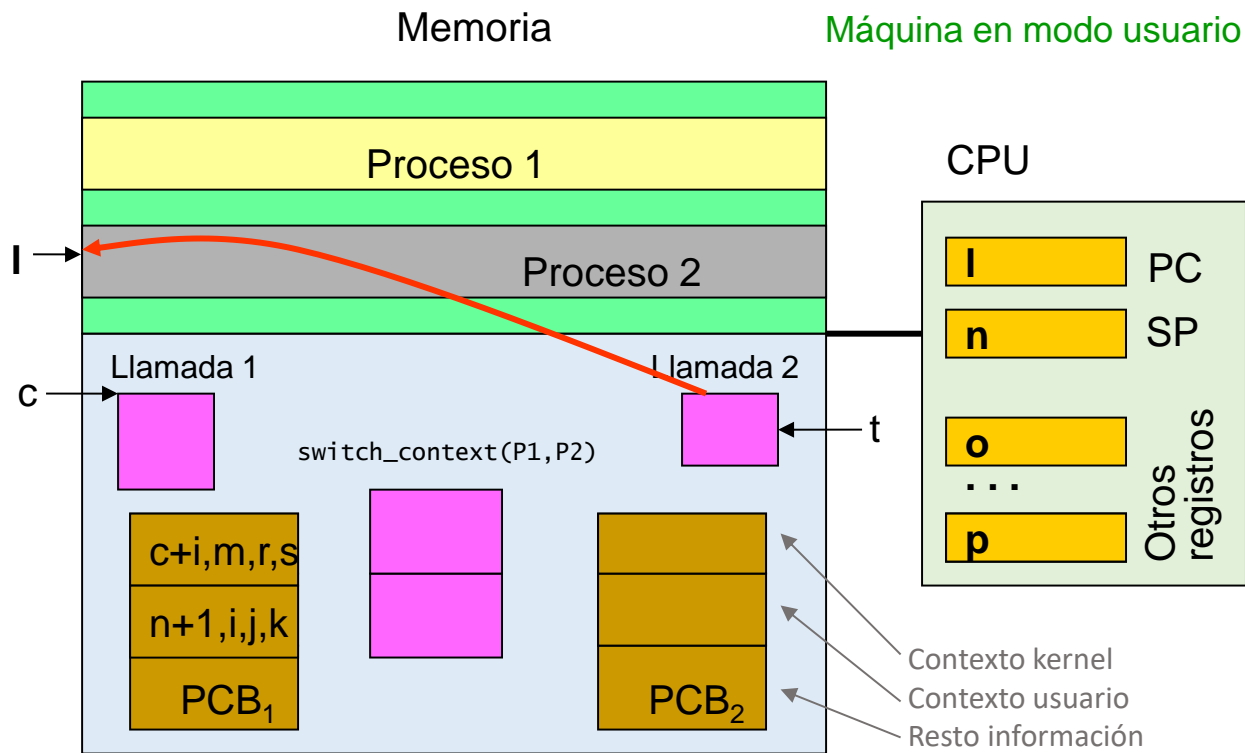 Memoria
Máquina en modo usuario
Proceso 1
CPU
l
Proceso 2
l
PC
n
SP
Llamada 1
Llamada 2
c
t
switch_context(P1,P2)
o
. . .
p
Otros
registros
c+i,m,r,s
n+1,i,j,k
PCB1
PCB2
Contexto kernel
Contexto usuario
Resto información